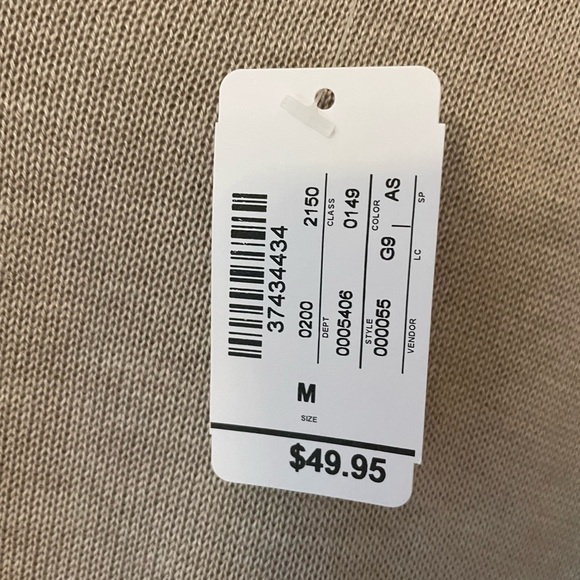 37434434
0200 2150
DEPT CLASS
0005406 0149
STYLE COLOR
000055 G9 AS
VENDOR LC SP
M
SIZE
$49.95